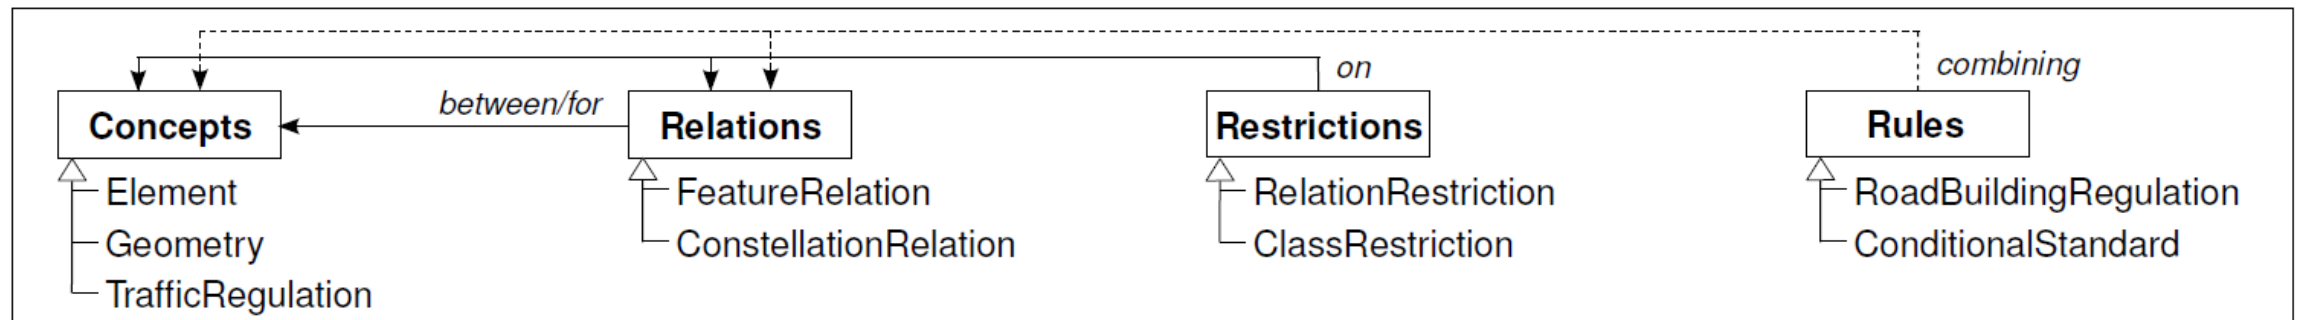 on
combining
between/for
Concepts
Relations
Restrictions
Rules
Element
FeatureRelation
RelationRestriction
RoadBuildingRegulation
Geometry
ConstellationRelation
ClassRestriction
ConditionalStandard
TrafficRegulation